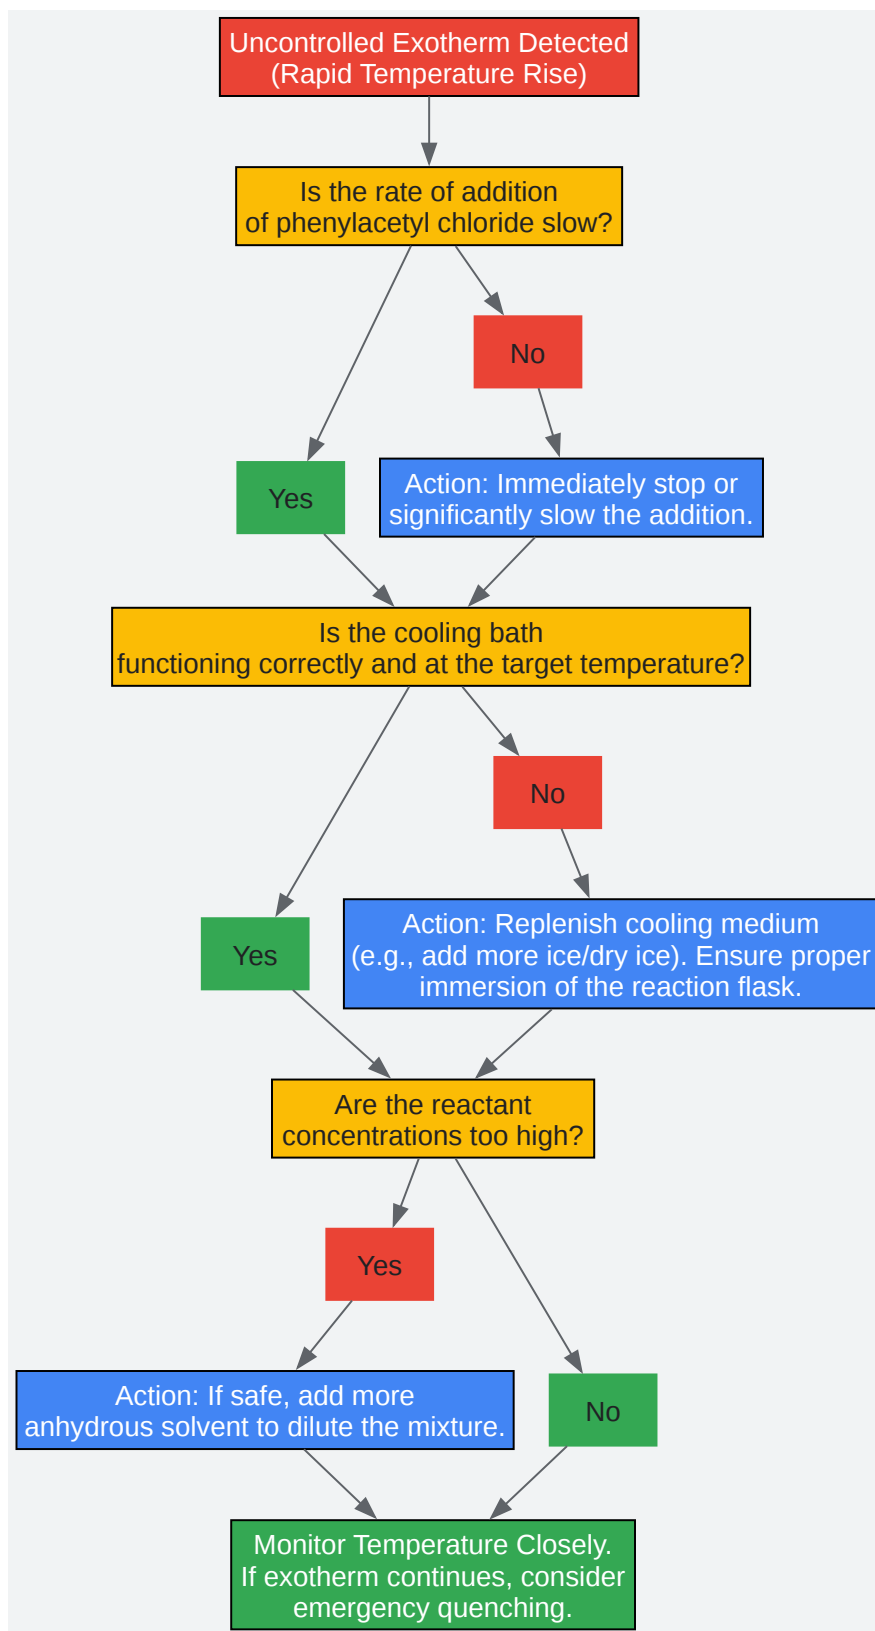 Uncontrolled Exotherm Detected
(Rapid Temperature Rise)
Is the rate of addition
of phenylacetyl chloride slow?
No
Yes
Action: Immediately stop or
significantly slow the addition.
Is the cooling bath
functioning correctly and at the target temperature?
No
Yes
Action: Replenish cooling medium
(e.g., add more ice/dry ice). Ensure proper
immersion of the reaction flask.
Are the reactant
concentrations too high?
Yes
Action: If safe, add more
anhydrous solvent to dilute the mixture.
No
Monitor Temperature Closely.
If exotherm continues, consider
emergency quenching.